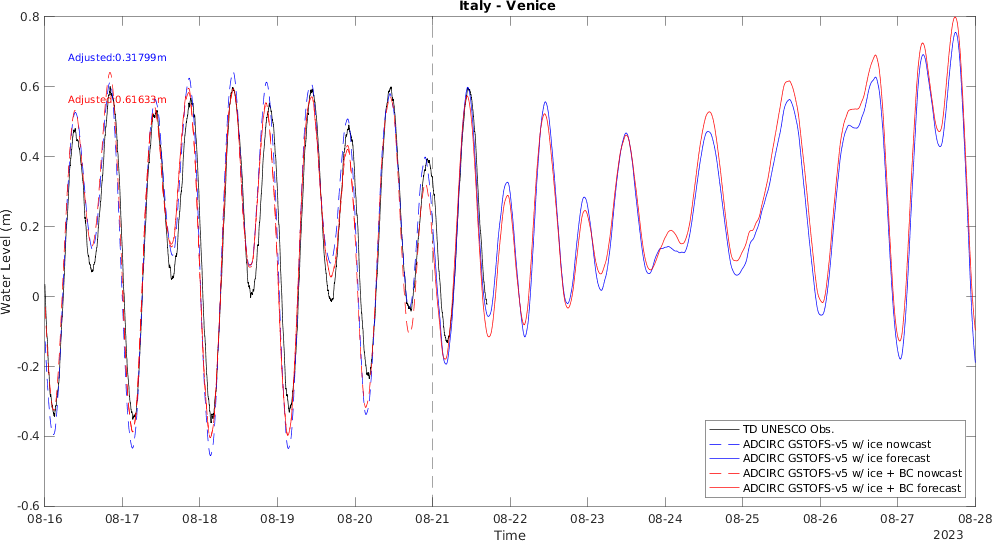 Italy - Venice
0.8
0.6
0.4
0.2
0
-0.2
-0.4
-0.6
Water Level (m)
Adjusted:0.31799m
Adjusted:0.61633m
TD UNESCO Obs.
ADCIRC GSTOFS-v5 w/ ice nowcast
ADCIRC GSTOFS-v5 w/ ice forecast
ADCIRC GSTOFS-v5 w/ ice + BC nowcast
ADCIRC GSTOFS-v5 w/ ice + BC forecast
08-16 08-17 08-18 08-19 08-20 08-21 08-22 08-23 08-24 08-25 08-26 08-27 08-28
Time
2023